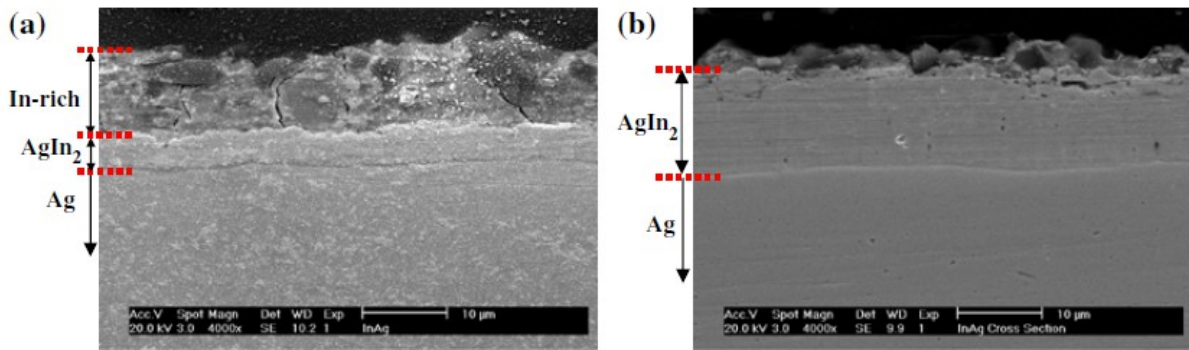 (a)
In-rich
AgIn₂
Ag
Acc.V Spot Magn Det WD Exp
20.0 kV 3.0 4000x SE 10.2 1 InAg
10 µm
(b)
AgIn₂
Ag
Acc.V Spot Magn Det WD Exp
20.0 kV 3.0 4000x SE 9.9 1 InAg Cross Section
10 µm